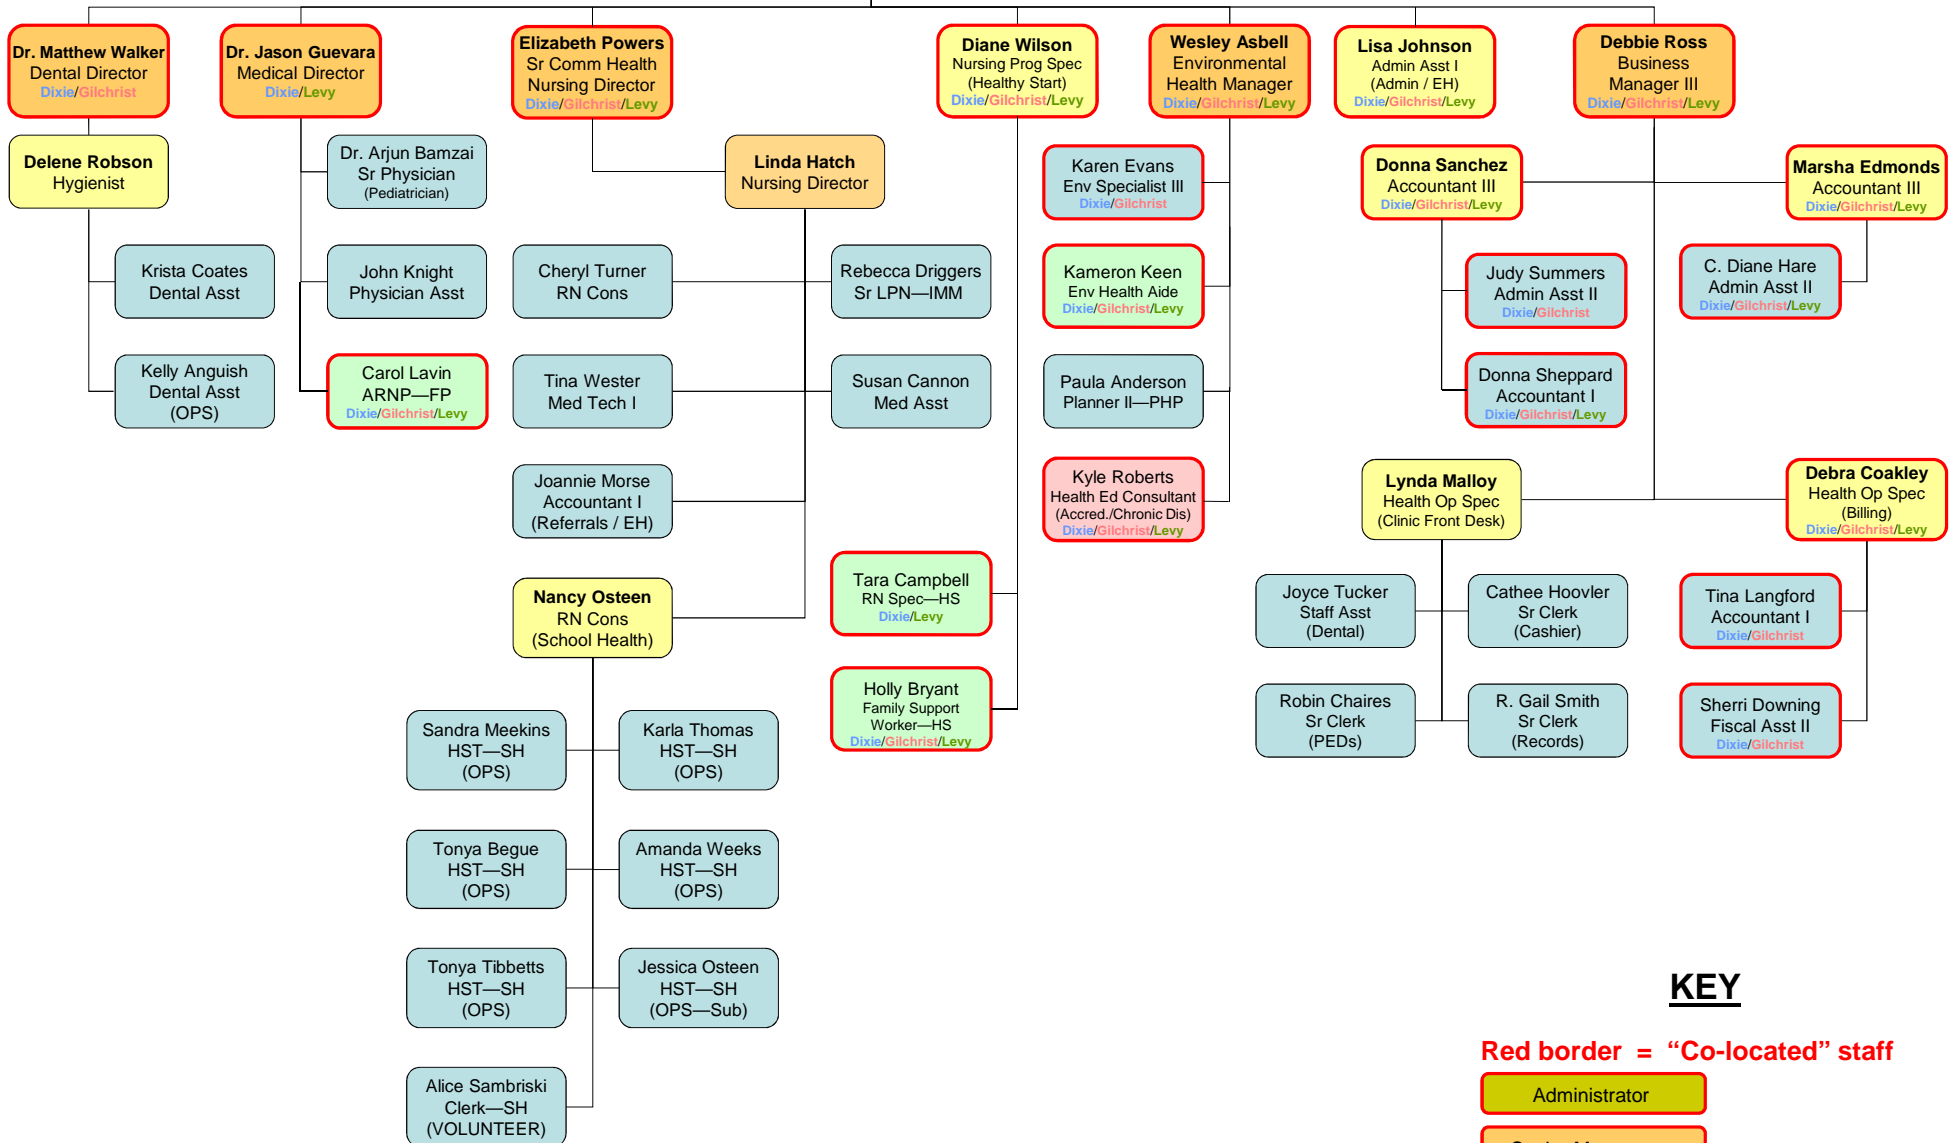 Dr. Matthew Walker
Dental Director
Dixie/Gilchrist
Dr. Jason Guevara
Medical Director
Dixie/Levy
Elizabeth Powers
Sr Comm Health
Nursing Director
Dixie/Gilchrist/Levy
Diane Wilson
Nursing Prog Spec
(Healthy Start)
Dixie/Gilchrist/Levy
Wesley Asbell
Environmental
Health Manager
Dixie/Gilchrist/Levy
Lisa Johnson
Admin Asst I
(Admin / EH)
Dixie/Gilchrist/Levy
Debbie Ross
Business
Manager III
Dixie/Gilchrist/Levy
Delene Robson
Hygienist
Dr. Arjun Bamzai
Sr Physician
(Pediatrician)
Linda Hatch
Nursing Director
Karen Evans
Env Specialist III
Dixie/Gilchrist
Donna Sanchez
Accountant III
Dixie/Gilchrist/Levy
Marsha Edmonds
Accountant III
Dixie/Gilchrist/Levy
Krista Coates
Dental Asst
John Knight
Physician Asst
Cheryl Turner
RN Cons
Rebecca Driggers
Sr LPN—IMM
Kameron Keen
Env Health Aide
Dixie/Gilchrist/Levy
Judy Summers
Admin Asst II
Dixie/Gilchrist
C. Diane Hare
Admin Asst II
Dixie/Gilchrist/Levy
Kelly Anguish
Dental Asst
(OPS)
Carol Lavin
ARNP—FP
Dixie/Gilchrist/Levy
Tina Wester
Med Tech I
Susan Cannon
Med Asst
Paula Anderson
Planner II—PHP
Donna Sheppard
Accountant I
Dixie/Gilchrist/Levy
Joannie Morse
Accountant I
(Referrals / EH)
Kyle Roberts
Health Ed Consultant
(Accred./Chronic Dis)
Dixie/Gilchrist/Levy
Lynda Malloy
Health Op Spec
(Clinic Front Desk)
Debra Coakley
Health Op Spec
(Billing)
Dixie/Gilchrist/Levy
Nancy Osteen
RN Cons
(School Health)
Tara Campbell
RN Spec—HS
Dixie/Levy
Joyce Tucker
Staff Asst
(Dental)
Cathee Hoovler
Sr Clerk
(Cashier)
Tina Langford
Accountant I
Dixie/Gilchrist
Holly Bryant
Family Support
Worker—HS
Dixie/Gilchrist/Levy
Robin Chaires
Sr Clerk
(PEDs)
R. Gail Smith
Sr Clerk
(Records)
Sherri Downing
Fiscal Asst II
Dixie/Gilchrist
Sandra Meekins
HST—SH
(OPS)
Karla Thomas
HST—SH
(OPS)
Tonya Begue
HST—SH
(OPS)
Amanda Weeks
HST—SH
(OPS)
Tonya Tibbetts
HST—SH
(OPS)
Jessica Osteen
HST—SH
(OPS—Sub)
Alice Sambriski
Clerk—SH
(VOLUNTEER)
KEY
Red border = “Co-located” staff
Administrator